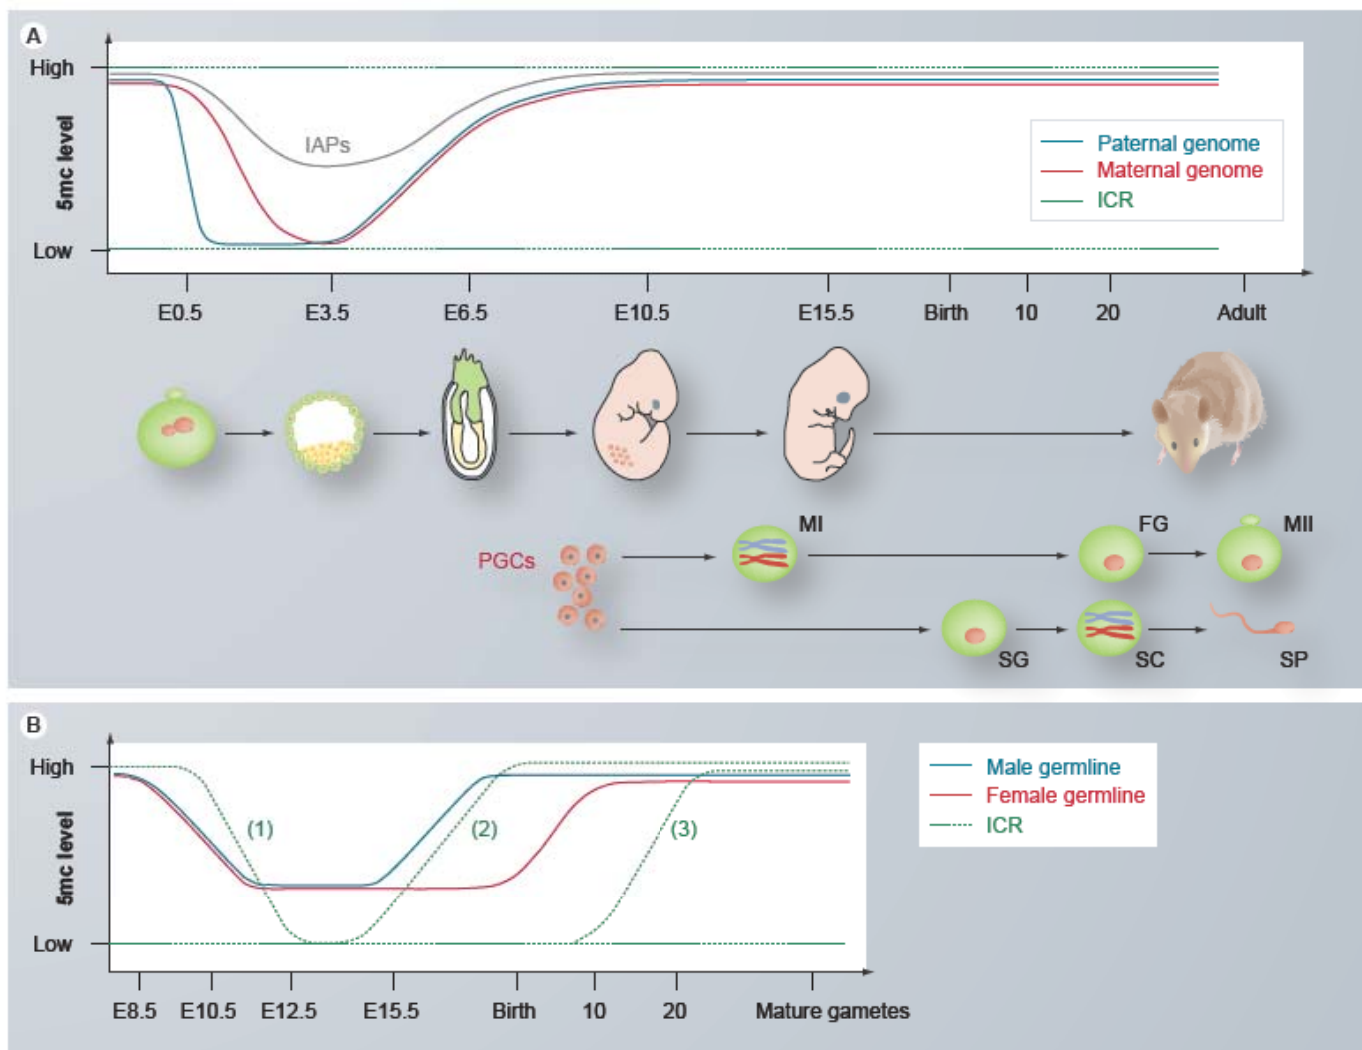 A
High
5mc level
Low
IAPs
Paternal genome
Maternal genome
ICR
E0.5 E3.5 E6.5 E10.5 E15.5 Birth 10 20 Adult
MI FG MII
PGCs
SG SC SP
B
High
5mc level
Low
(1) (2) (3)
Male germline
Female germline
ICR
E8.5 E10.5 E12.5 E15.5 Birth 10 20 Mature gametes